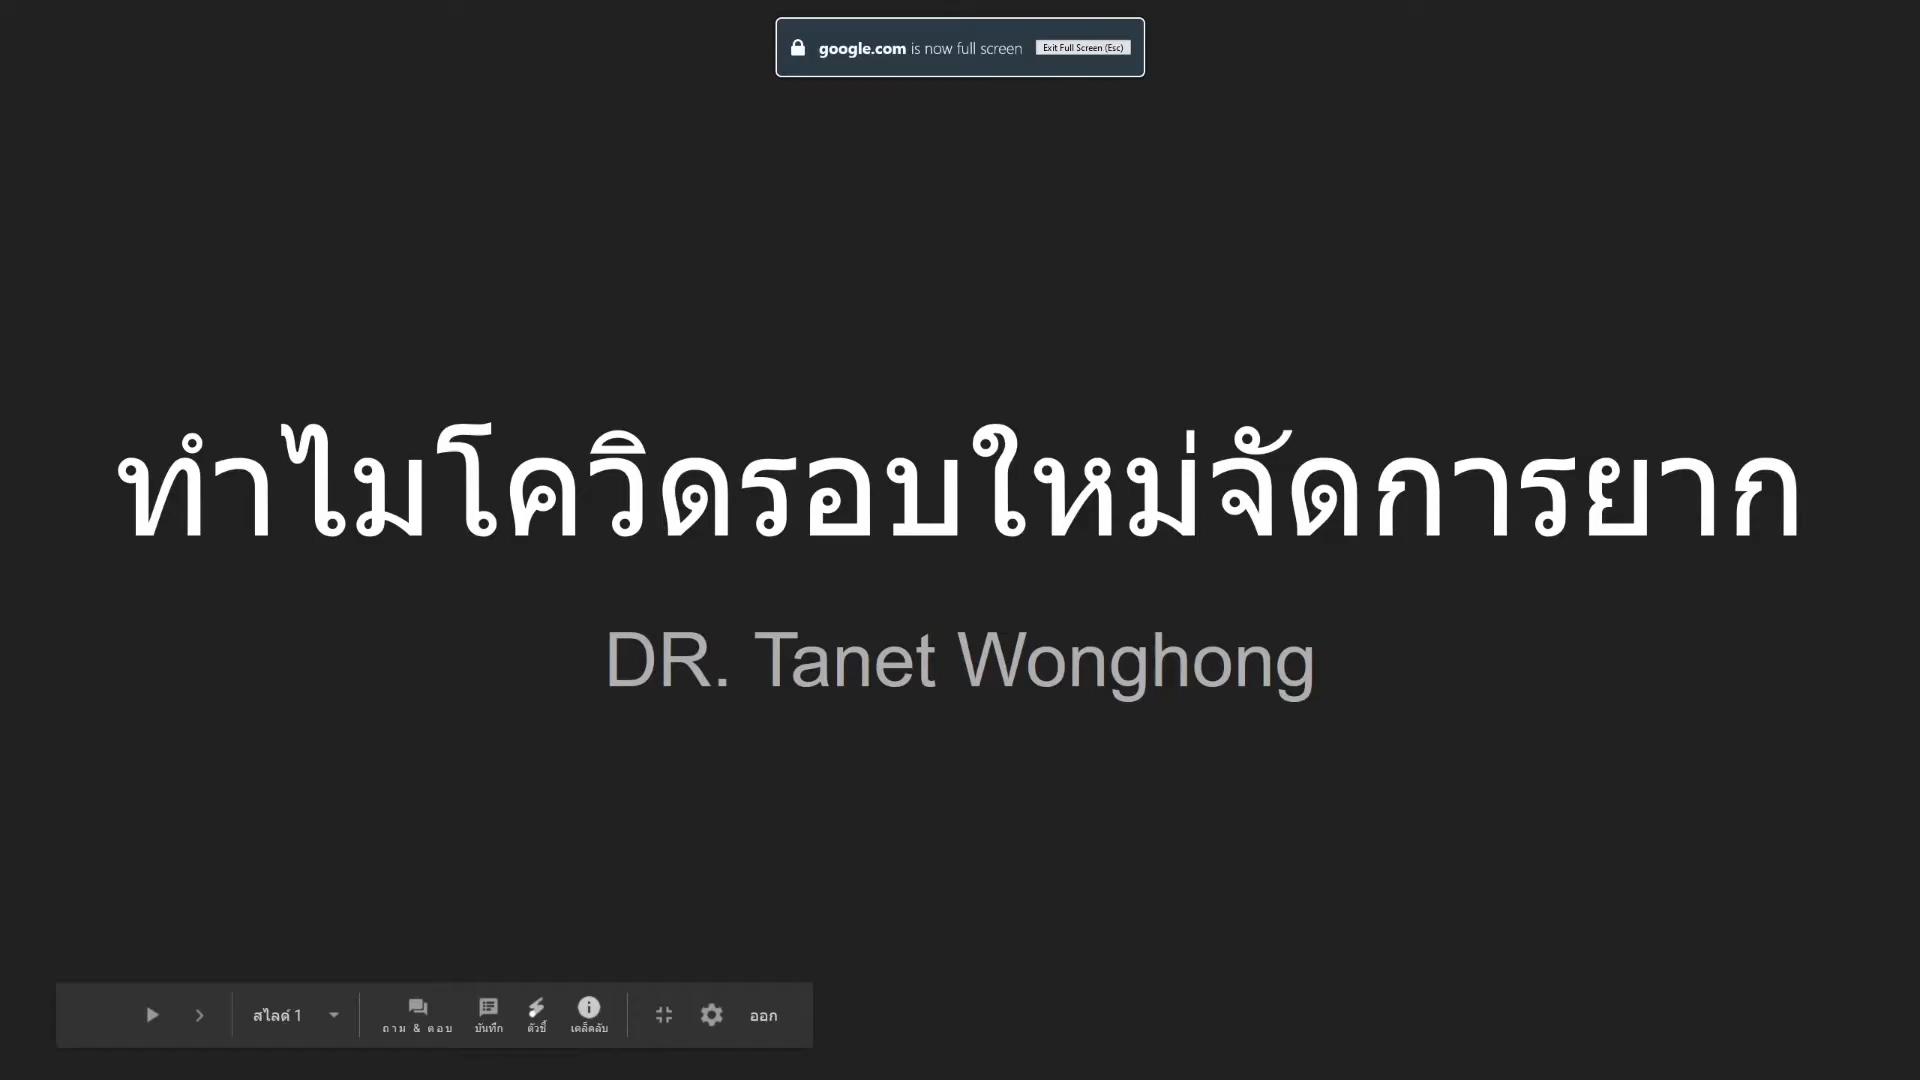 google.com is now full screen Exit Full Screen (Esc)
ทำไมโควิดรอบใหม่จัดการยาก
DR. Tanet Wonghong
สไลด์ 1 ถาม & ตอบ บันทึก ตัวชี้ เคล็ดลับ ออก